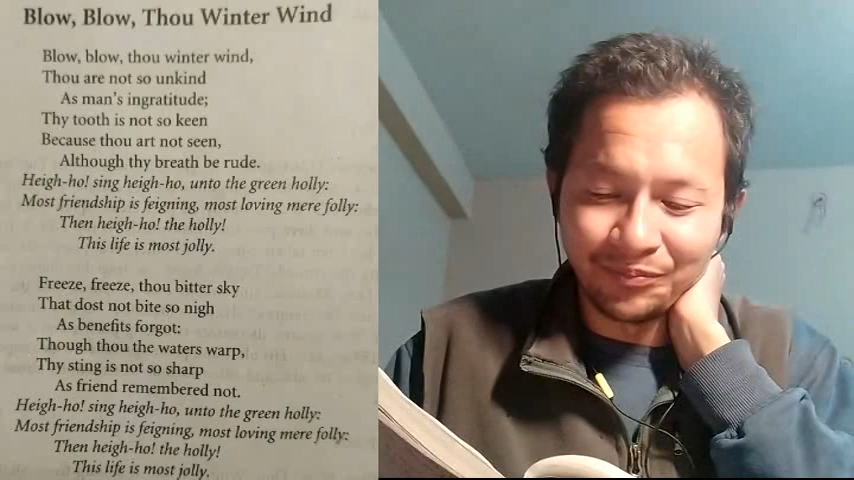 Blow, Blow, Thou Winter Wind
Blow, blow, thou winter wind,
Thou are not so unkind
As man's ingratitude;
Thy tooth is not so keen
Because thou art not seen,
Although thy breath be rude.
Heigh-ho! sing heigh-ho, unto the green holly:
Most friendship is feigning, most loving mere folly:
Then heigh-ho! the holly!
This life is most jolly.
Freeze, freeze, thou bitter sky
That dost not bite so nigh
As benefits forgot:
Though thou the waters warp,
Thy sting is not so sharp
As friend remembered not.
Heigh-ho! sing heigh-ho, unto the green holly:
Most friendship is feigning, most loving mere folly:
Then heigh-ho! the holly!
This life is most jolly.